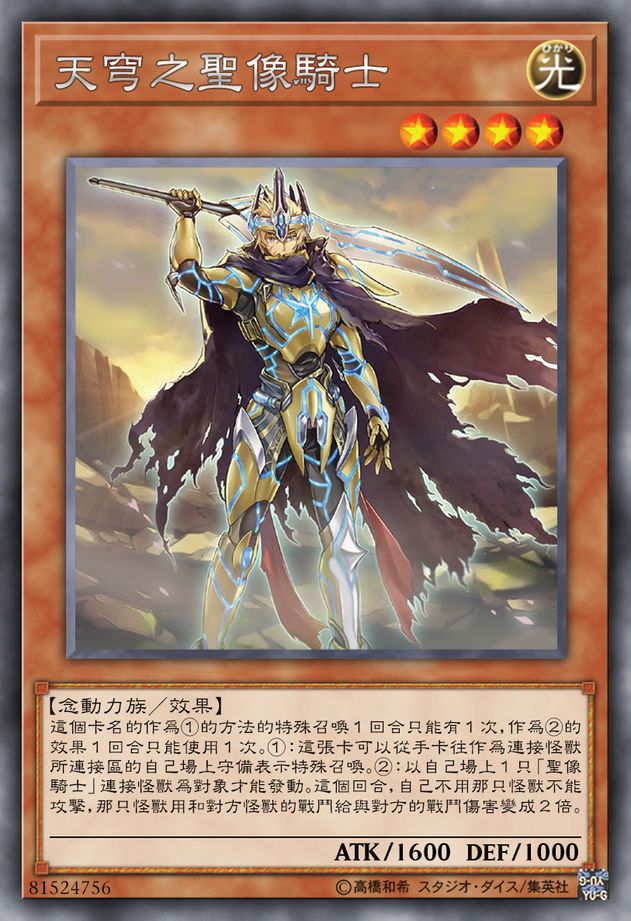 天穹之聖像騎士
ひかり
光
【念動力族／效果】
這個卡名的作爲①的方法的特殊召喚１回合只能有１次，作爲②的
效果１回合只能使用１次。①：這張卡可以從手卡往作爲連接怪獸
所連接區的自己場上守備表示特殊召喚。②：以自己場上１只「聖像
騎士」連接怪獸爲對象才能發動。這個回合，自己不用那只怪獸不能
攻擊，那只怪獸用和對方怪獸的戰鬥給與對方的戰鬥傷害變成２倍。
ATK/1600 DEF/1000
81524756 ©高橋和希 スタジオ・ダイス/集英社